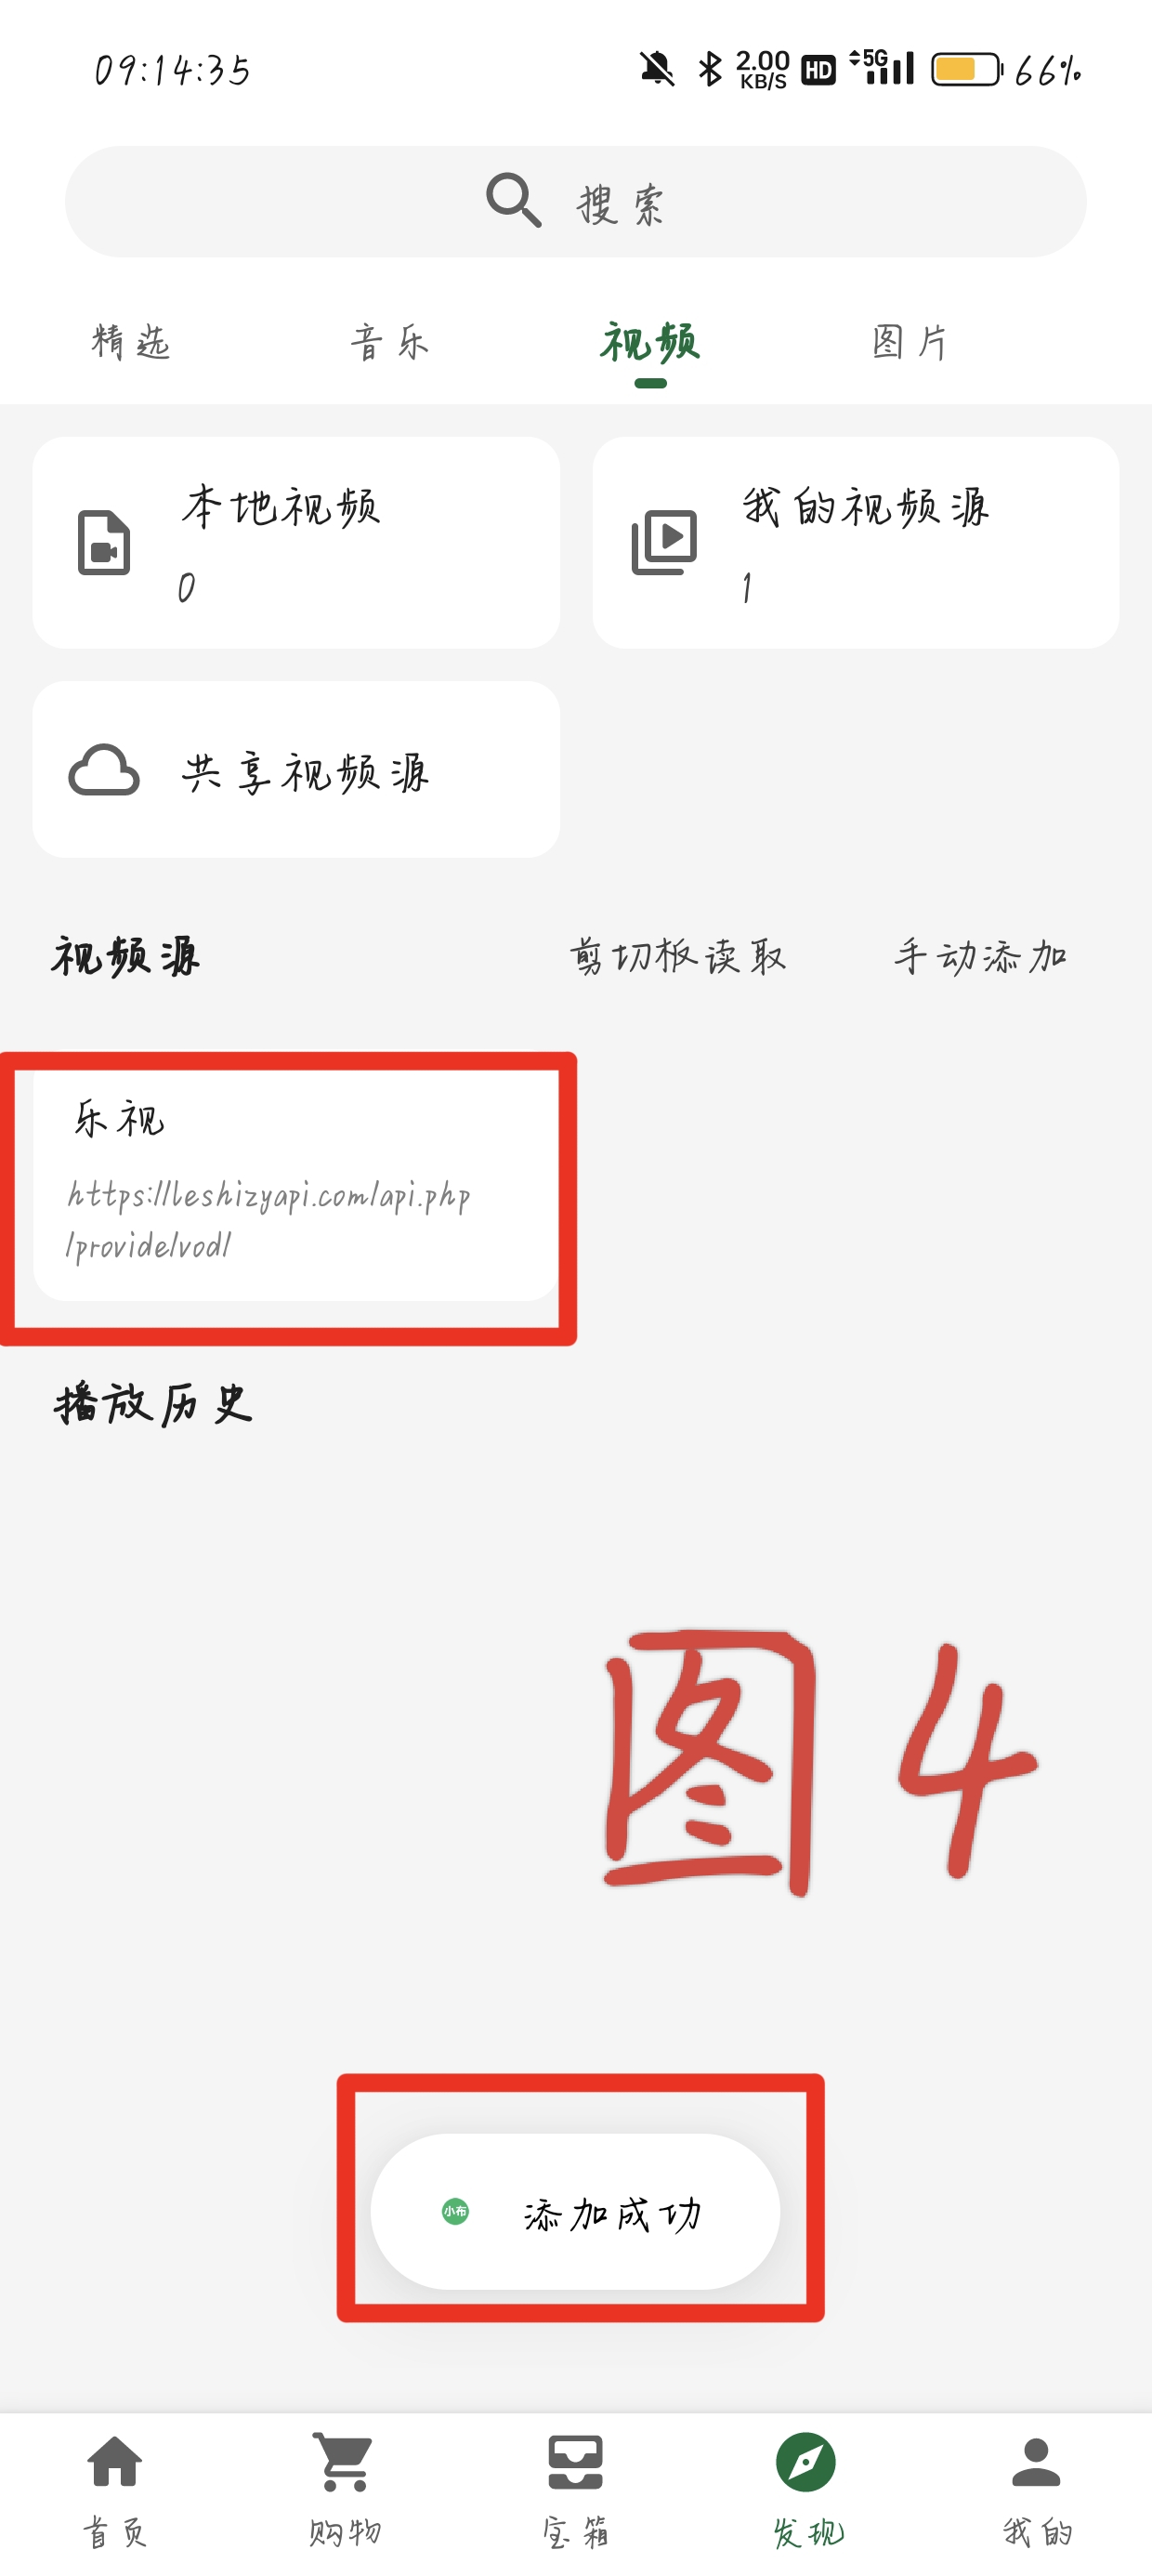 09:14:35 2.00 KB/S HD 5G 66%
搜索
精选 音乐 视频 图片
本地视频 我的视频源
0 1
共享视频源
视频源 剪切板读取 手动添加
乐视
https://leshizyapi.com/api.php
/provide/vod/
播放历史
图4
小布 添加成功
首页 购物 宝箱 发现 我的